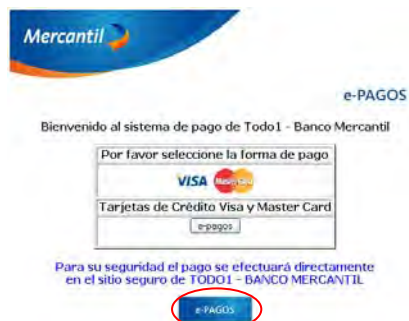 Mercantil
e-PAGOS
Bienvenido al sistema de pago de Todo1 - Banco Mercantil
Por favor seleccione la forma de pago
VISA MasterCard
Tarjetas de Crédito Visa y Master Card
e-pagos
Para su seguridad el pago se efectuará directamente
en el sitio seguro de TODO1 - BANCO MERCANTIL
e-PAGOS